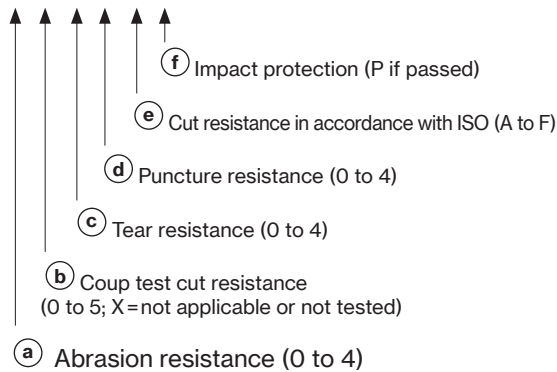 f Impact protection (P if passed)
e Cut resistance in accordance with ISO (A to F)
d Puncture resistance (0 to 4)
c Tear resistance (0 to 4)
b Coup test cut resistance
(0 to 5; X=not applicable or not tested)
a Abrasion resistance (0 to 4)